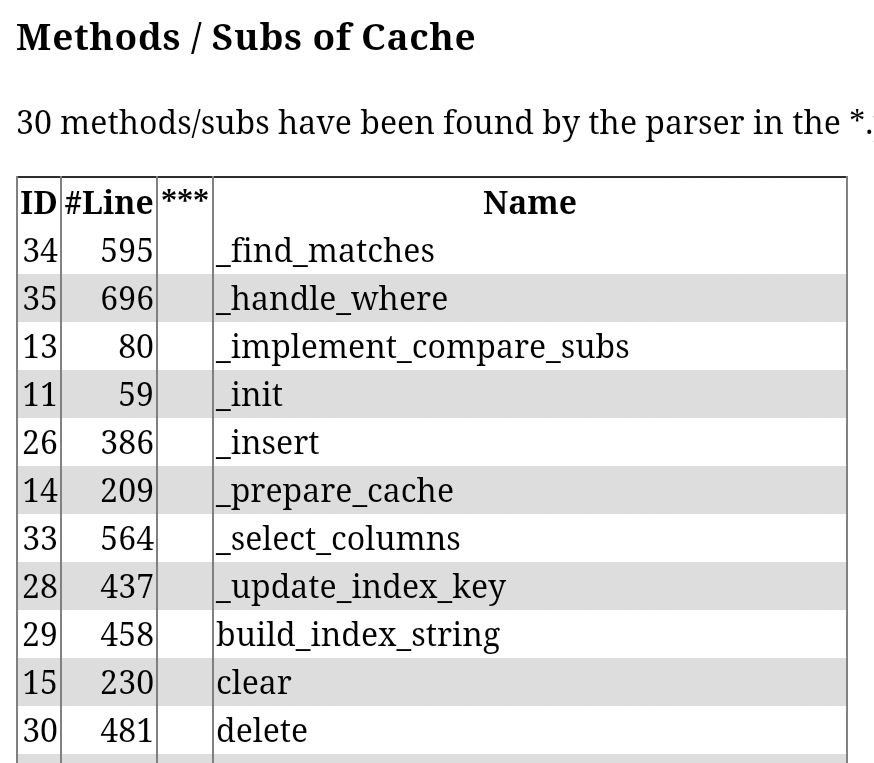 Methods / Subs of Cache
30 methods/subs have been found by the parser in the *.
ID #Line *** Name
34 595 _find_matches
35 696 _handle_where
13 80 _implement_compare_subs
11 59 _init
26 386 _insert
14 209 _prepare_cache
33 564 _select_columns
28 437 _update_index_key
29 458 build_index_string
15 230 clear
30 481 delete